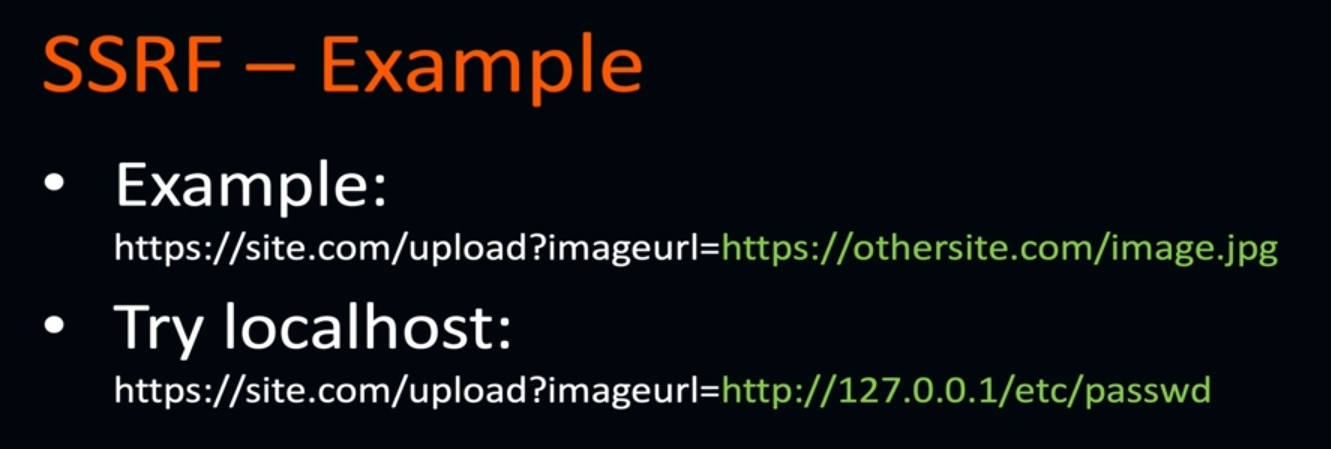 SSRF – Example
• Example:
https://site.com/upload?imageurl=https://othersite.com/image.jpg
• Try localhost:
https://site.com/upload?imageurl=http://127.0.0.1/etc/passwd